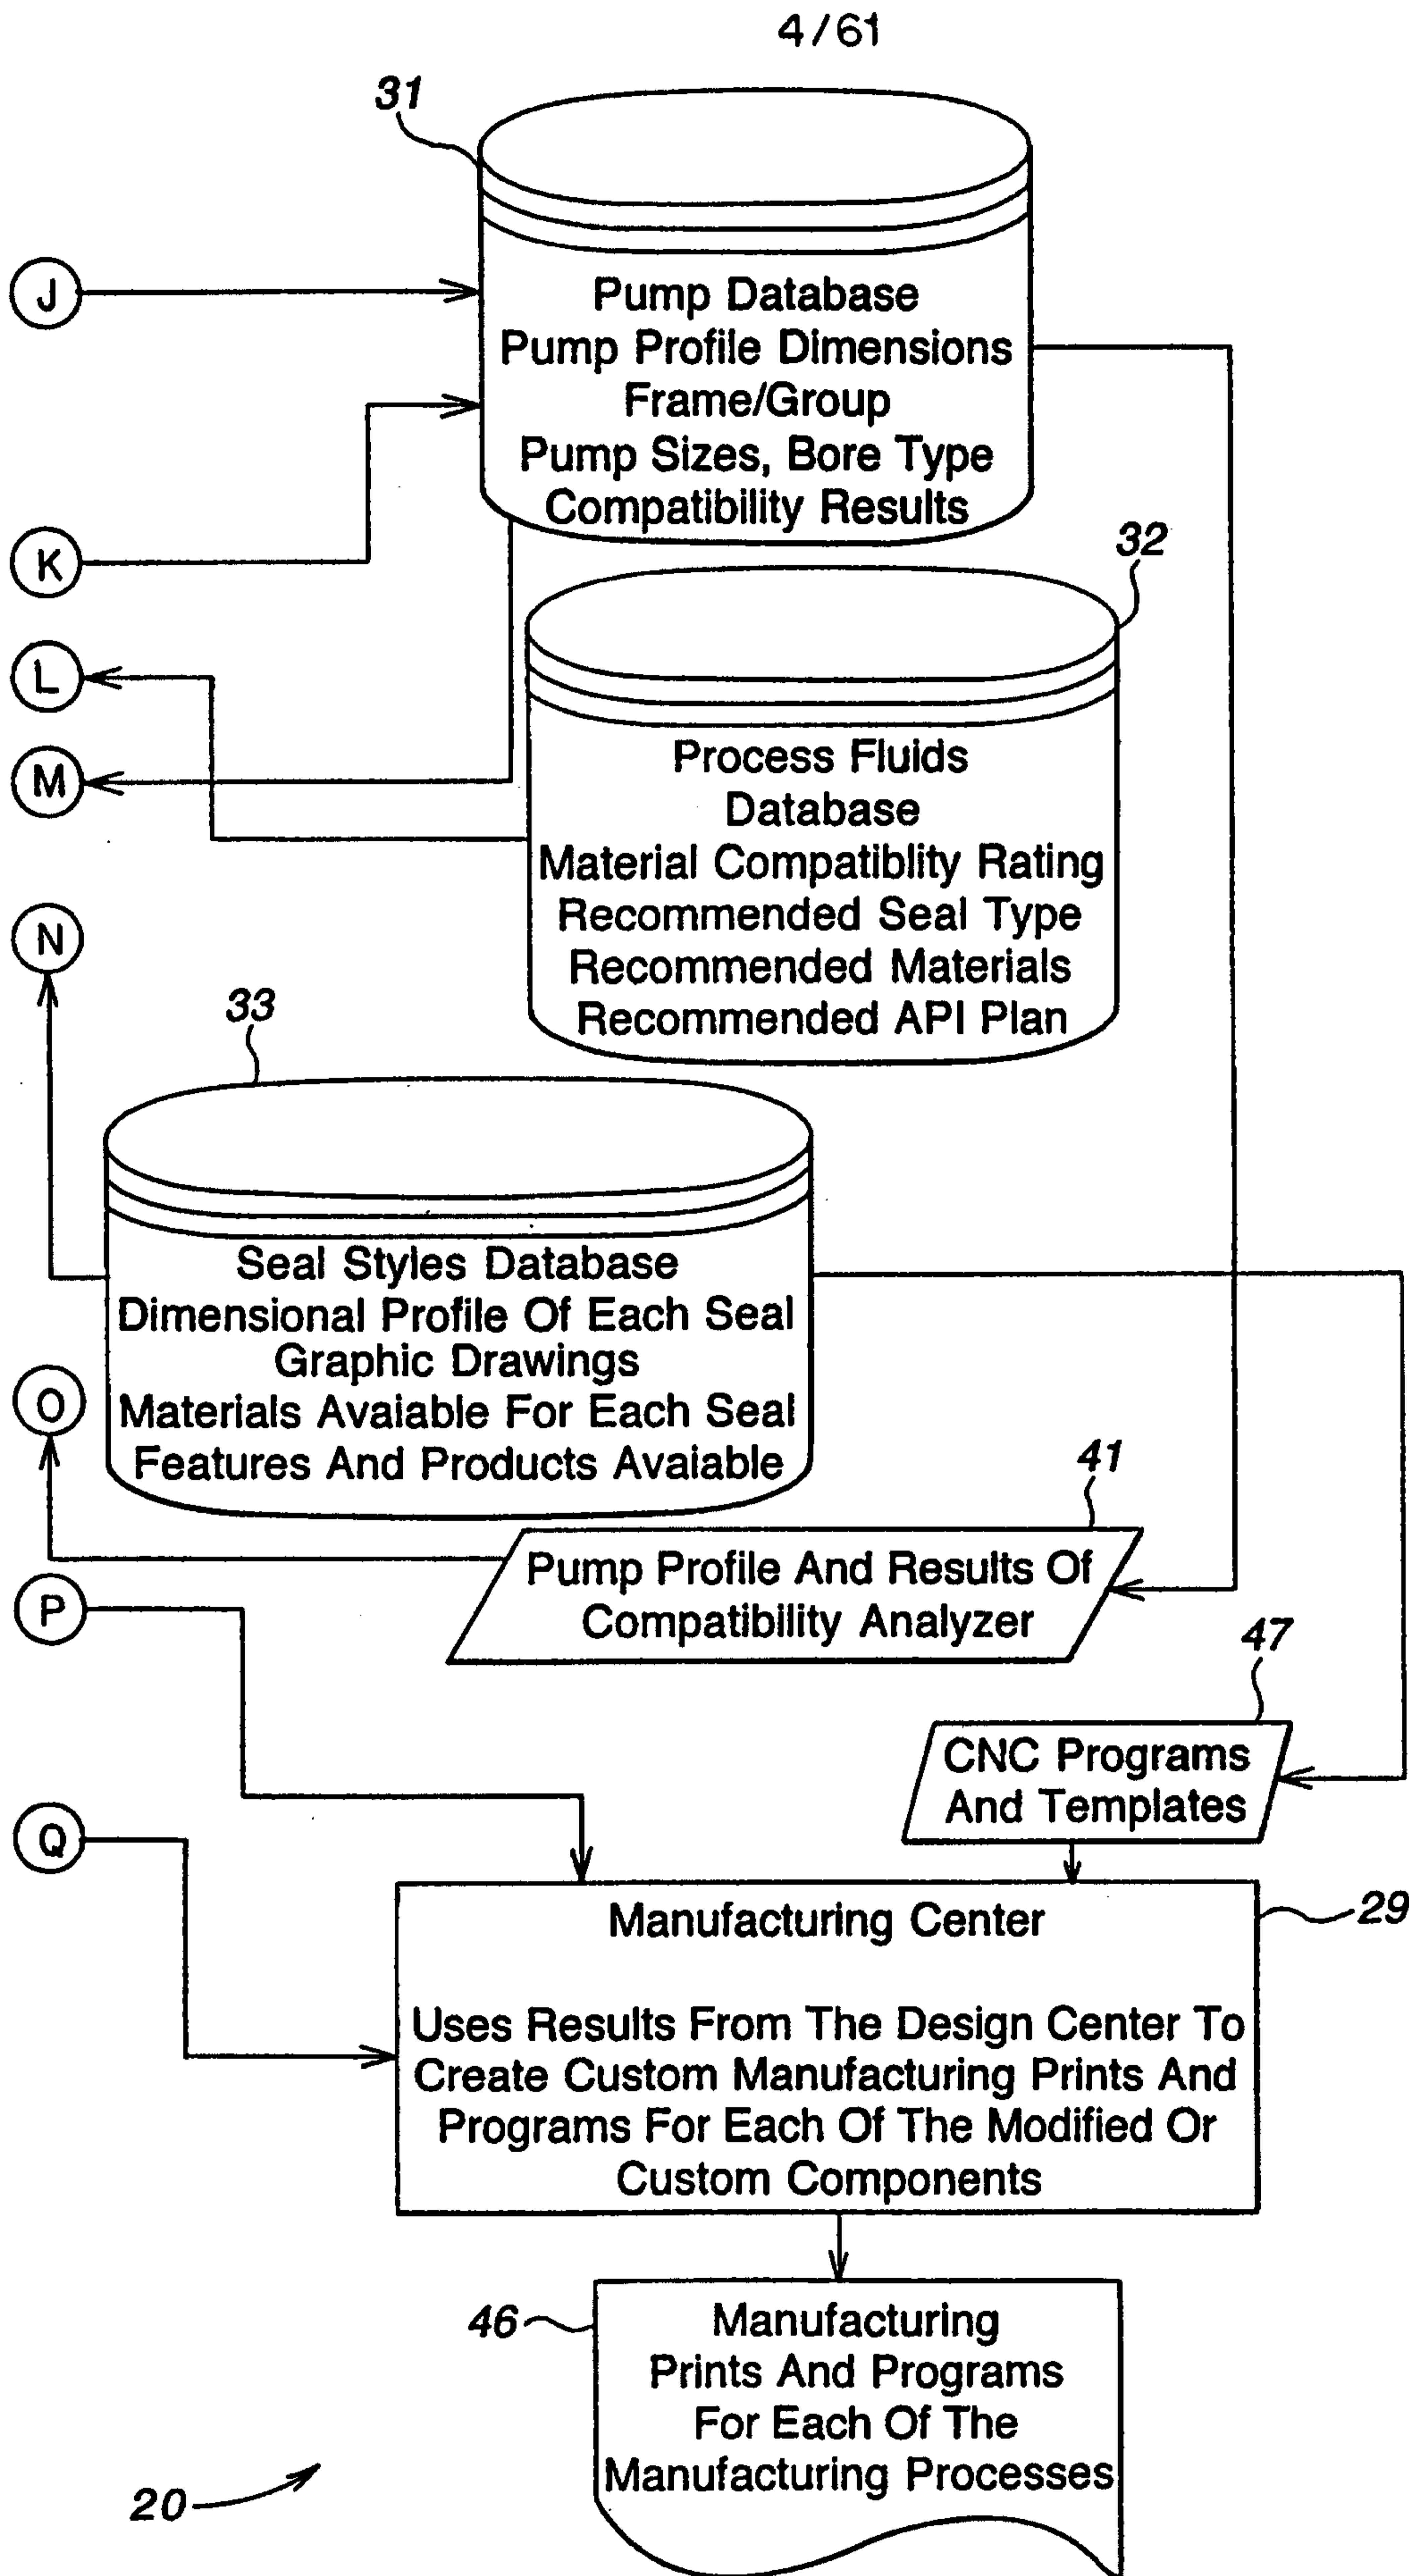 4/61
31
J
Pump Database
Pump Profile Dimensions
Frame/Group
Pump Sizes, Bore Type
Compatibility Results
K
32
L
M
Process Fluids
Database
Material Compatiblity Rating
Recommended Seal Type
Recommended Materials
Recommended API Plan
N
33
Seal Styles Database
Dimensional Profile Of Each Seal
Graphic Drawings
Materials Avaiable For Each Seal
Features And Products Avaiable
O
41
Pump Profile And Results Of
Compatibility Analyzer
P
47
CNC Programs
And Templates
Q
Manufacturing Center
29
Uses Results From The Design Center To
Create Custom Manufacturing Prints And
Programs For Each Of The Modified Or
Custom Components
46
Manufacturing
Prints And Programs
For Each Of The
Manufacturing Processes
20